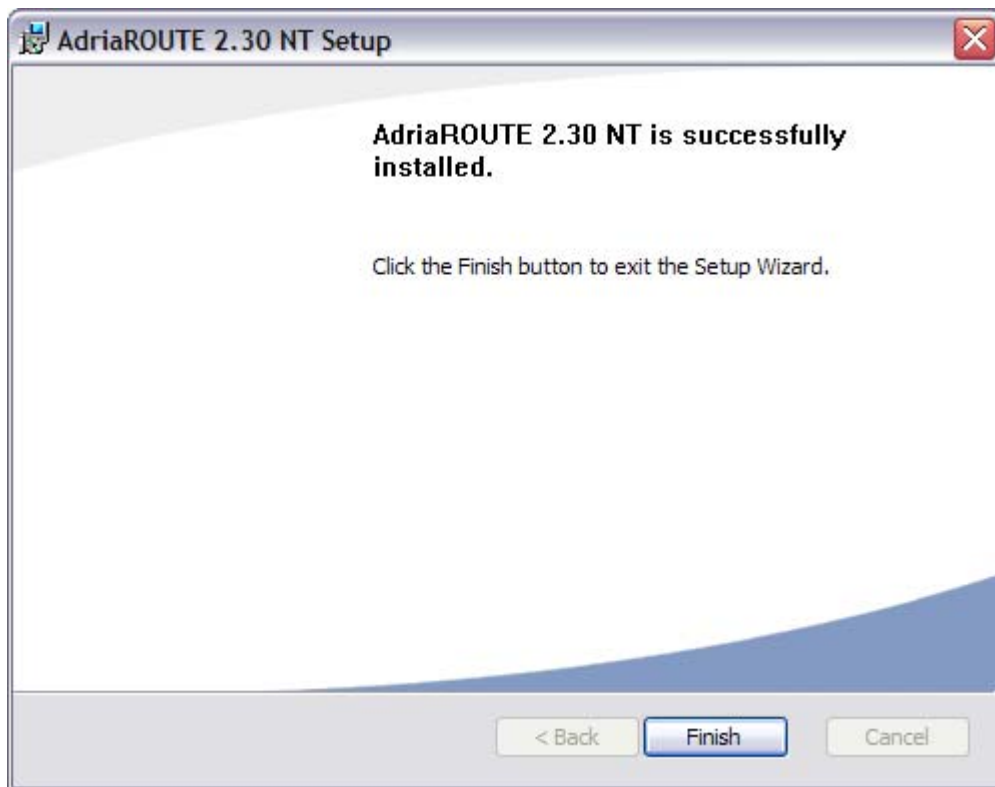 AdriaROUTE 2.30 NT Setup
AdriaROUTE 2.30 NT is successfully
installed.
Click the Finish button to exit the Setup Wizard.
< Back Finish Cancel